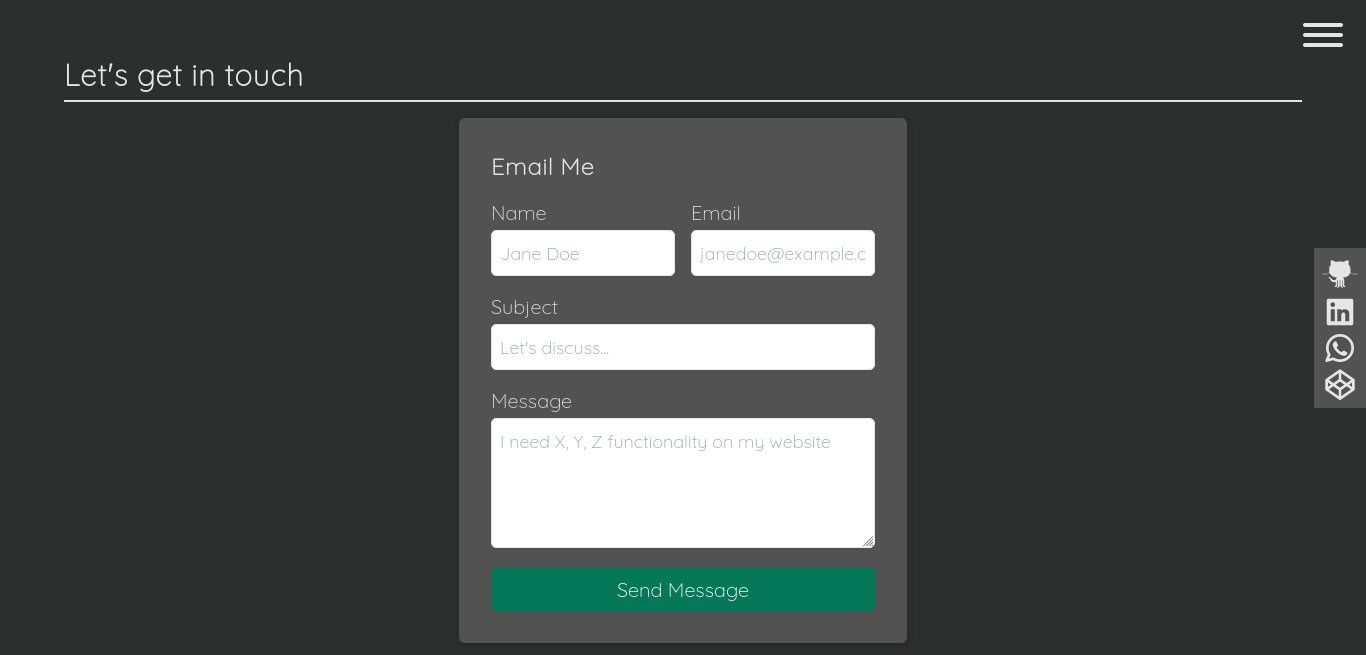 Let's get in touch
Email Me
Name Email
Jane Doe janedoe@example.c
Subject
Let's discuss...
Message
I need X, Y, Z functionality on my website
Send Message
in